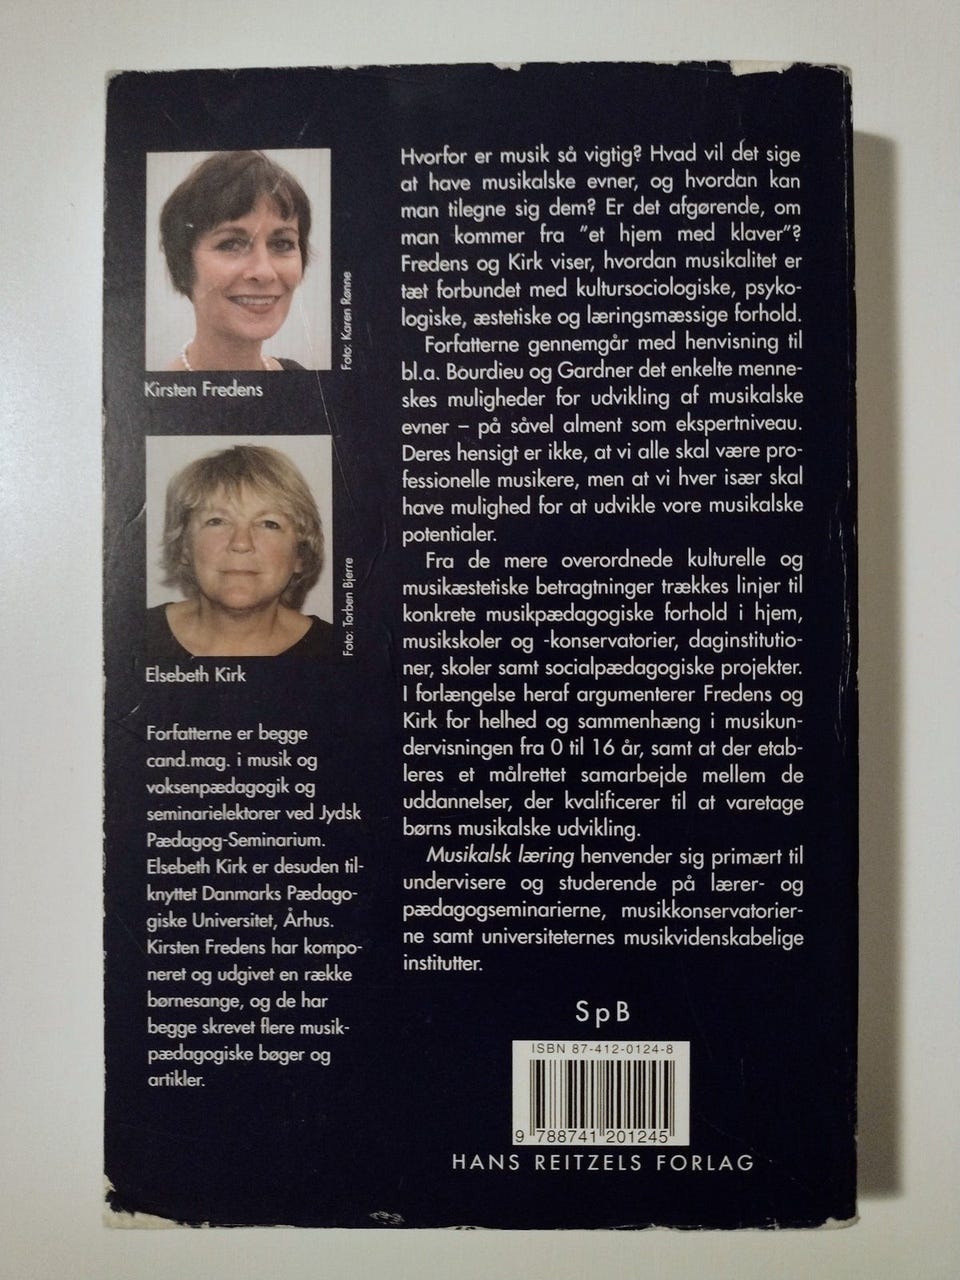 Foto: Karen Rønne
Kirsten Fredens
Foto: Torben Bjerre
Elsebeth Kirk
Forfatterne er begge
cand.mag. i musik og
voksenpædagogik og
seminarielektorer ved Jydsk
Pædagog-Seminarium.
Elsebeth Kirk er desuden til-
knyttet Danmarks Pædago-
giske Universitet, Århus.
Kirsten Fredens har kompo-
neret og udgivet en række
børnesange, og de har
begge skrevet flere musik-
pædagogiske bøger og
artikler.
Hvorfor er musik så vigtig? Hvad vil det sige
at have musikalske evner, og hvordan kan
man tilegne sig dem? Er det afgørende, om
man kommer fra ”et hjem med klaver”?
Fredens og Kirk viser, hvordan musikalitet er
tæt forbundet med kultursociologiske, psyko-
logiske, æstetiske og læringsmæssige forhold.
Forfatterne gennemgår med henvisning til
bl.a. Bourdieu og Gardner det enkelte menne-
skes muligheder for udvikling af musikalske
evner – på såvel alment som ekspertniveau.
Deres hensigt er ikke, at vi alle skal være pro-
fessionelle musikere, men at vi hver især skal
have mulighed for at udvikle vore musikalske
potentialer.
Fra de mere overordnede kulturelle og
musikæstetiske betragtninger trækkes linjer til
konkrete musikpædagogiske forhold i hjem,
musikskoler og -konservatorier, daginstitutio-
ner, skoler samt socialpædagogiske projekter.
I forlængelse heraf argumenterer Fredens og
Kirk for helhed og sammenhæng i musikun-
dervisningen fra 0 til 16 år, samt at der etab-
leres et målrettet samarbejde mellem de
uddannelser, der kvalificerer til at varetage
børns musikalske udvikling.
Musikalsk læring henvender sig primært til
undervisere og studerende på lærer- og
pædagogseminarierne, musikkonservatorier-
ne samt universiteternes musikvidenskabelige
institutter.
SpB
ISBN 87-412-0124-8
9 788741 201245
HANS REITZELS FORLAG